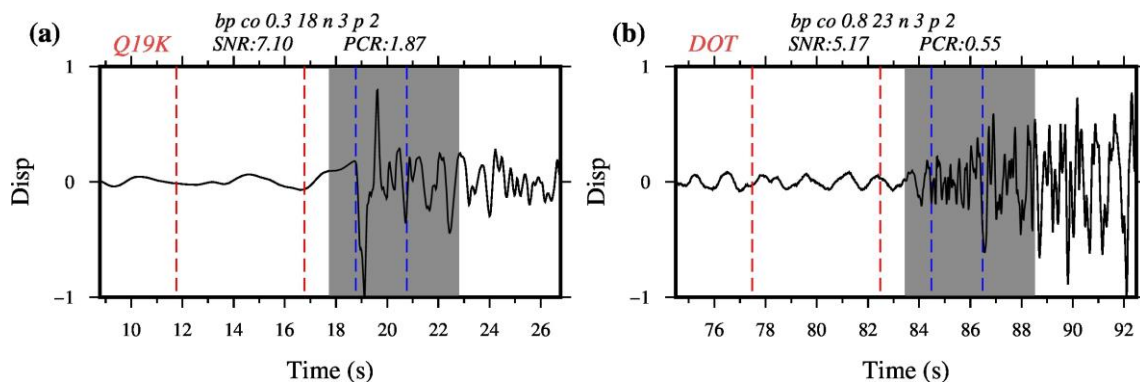 (a)
Q19K
bp co 0.3 18 n 3 p 2
SNR:7.10 PCR:1.87
1
0
−1
Disp
10 12 14 16 18 20 22 24 26
Time (s)
(b)
DOT
bp co 0.8 23 n 3 p 2
SNR:5.17 PCR:0.55
1
0
−1
Disp
76 78 80 82 84 86 88 90 92
Time (s)